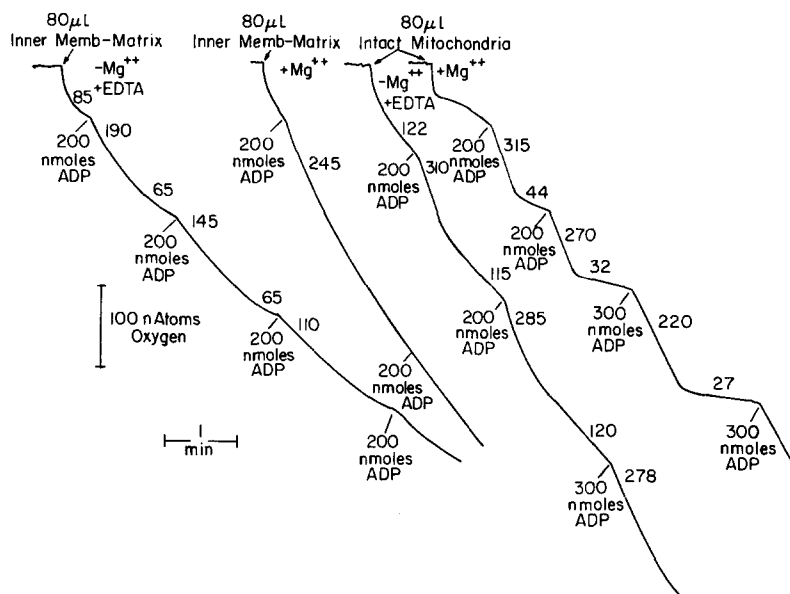 80μL
Inner Memb-Matrix
-Mg++
+EDTA
85
190
200
nmoles
ADP
65
145
200
nmoles
ADP
65
110
200
nmoles
ADP
200
nmoles
ADP
100 nAtoms
Oxygen
1
min
80μL
Inner Memb-Matrix
+Mg++
200
nmoles
ADP
245
200
nmoles
ADP
80μL
Intact Mitochondria
-Mg++
+EDTA
122
200
nmoles
ADP
310
115
200
nmoles
ADP
285
120
300
nmoles
ADP
278
+Mg++
200
nmoles
ADP
315
44
200
nmoles
ADP
270
32
300
nmoles
ADP
220
27
300
nmoles
ADP